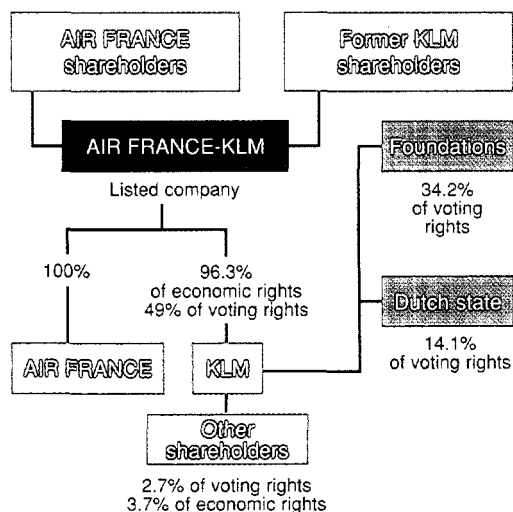 AIR FRANCE
shareholders
Former KLM
shareholders
AIR FRANCE-KLM
Listed company
Foundations
34.2%
of voting
rights
100%
96.3%
of economic rights
49% of voting rights
Dutch state
14.1%
of voting rights
AIR FRANCE
KLM
Other
shareholders
2.7% of voting rights
3.7% of economic rights